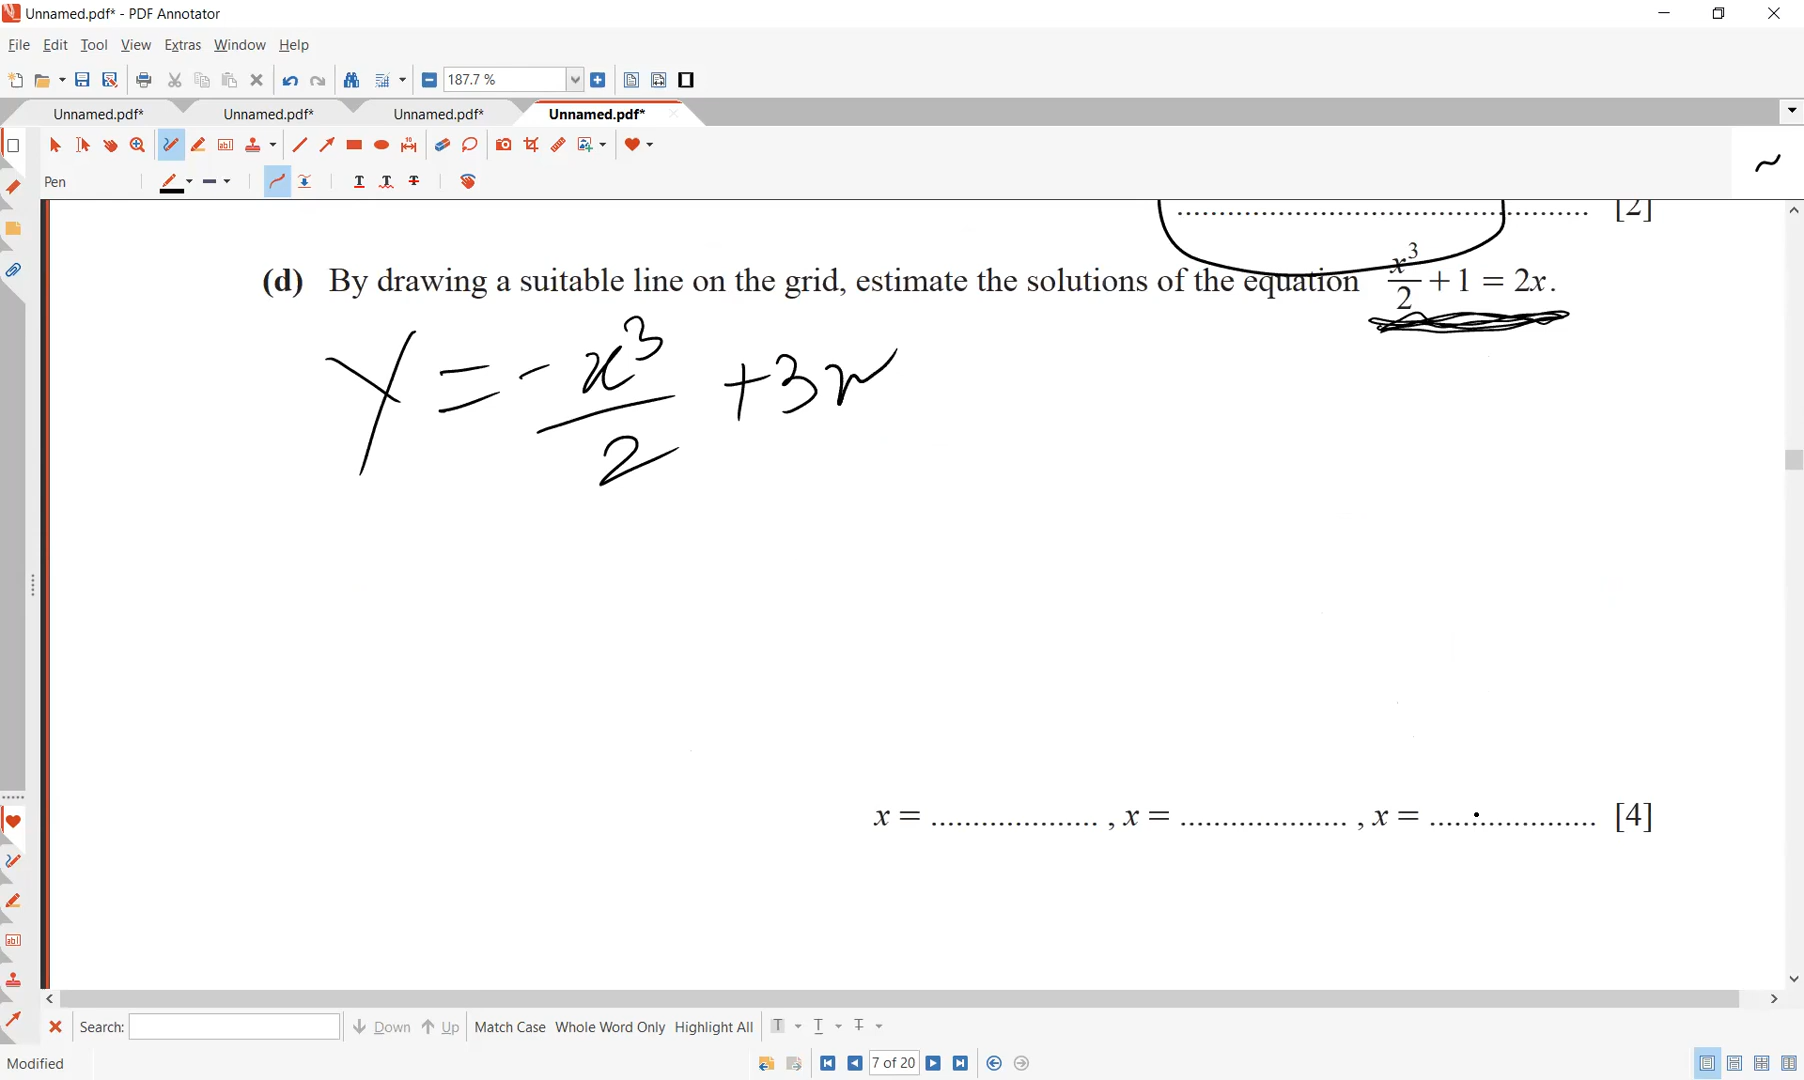 Unnamed.pdf* - PDF Annotator
File Edit Tool View Extras Window Help
187.7 %
Unnamed.pdf* Unnamed.pdf* Unnamed.pdf* Unnamed.pdf*
Pen
[2]
(d) By drawing a suitable line on the grid, estimate the solutions of the equation x³/2 + 1 = 2x.
Y = - x³/2 + 3x
x = .................... , x = .................... , x = .................... [4]
Search: Down Up Match Case Whole Word Only Highlight All T T T
Modified 7 of 20